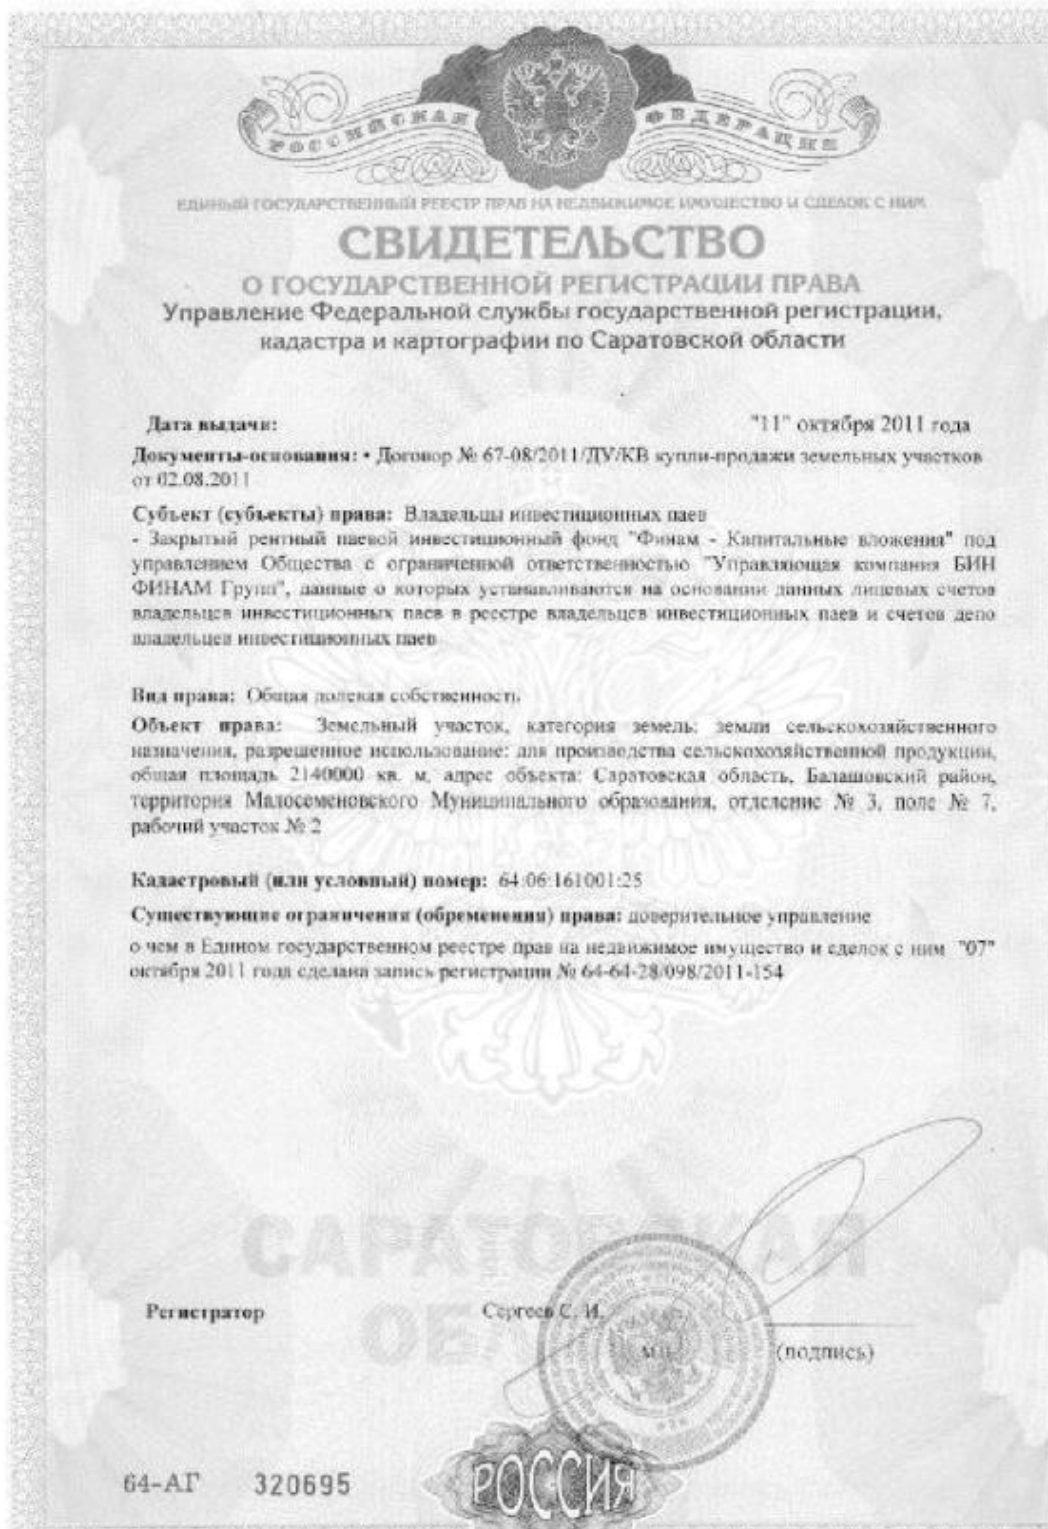 РОССИЙСКАЯ ФЕДЕРАЦИЯ
ЕДИНЫЙ ГОСУДАРСТВЕННЫЙ РЕЕСТР ПРАВ НА НЕДВИЖИМОЕ ИМУЩЕСТВО И СДЕЛОК С НИМ
СВИДЕТЕЛЬСТВО
О ГОСУДАРСТВЕННОЙ РЕГИСТРАЦИИ ПРАВА
Управление Федеральной службы государственной регистрации,
кадастра и картографии по Саратовской области
Дата выдачи: "11" октября 2011 года
Документы-основания: • Договор № 67-08/2011/ДУ/КВ купли-продажи земельных участков
от 02.08.2011
Субъект (субъекты) права: Владельцы инвестиционных паев
- Закрытый рентный паевой инвестиционный фонд "Финам - Капитальные вложения" под
управлением Общества с ограниченной ответственностью "Управляющая компания БИН
ФИНАМ Групп", данные о которых устанавливаются на основании данных лицевых счетов
владельцев инвестиционных паев в реестре владельцев инвестиционных паев и счетов депо
владельцев инвестиционных паев
Вид права: Общая долевая собственность
Объект права: Земельный участок, категория земель: земли сельскохозяйственного
назначения, разрешенное использование: для производства сельскохозяйственной продукции,
общая площадь 2140000 кв. м, адрес объекта: Саратовская область, Балашовский район,
территория Малосеменовского Муниципального образования, отделение № 3, поле № 7,
рабочий участок № 2
Кадастровый (или условный) номер: 64:06:161001:25
Существующие ограничения (обременения) права: доверительное управление
о чем в Едином государственном реестре прав на недвижимое имущество и сделок с ним "07"
октября 2011 года сделана запись регистрации № 64-64-28/098/2011-154
САРАТОВСКАЯ
Регистратор Сергеев С. И.
М.П.
(подпись)
64-АГ 320695
РОССИЯ